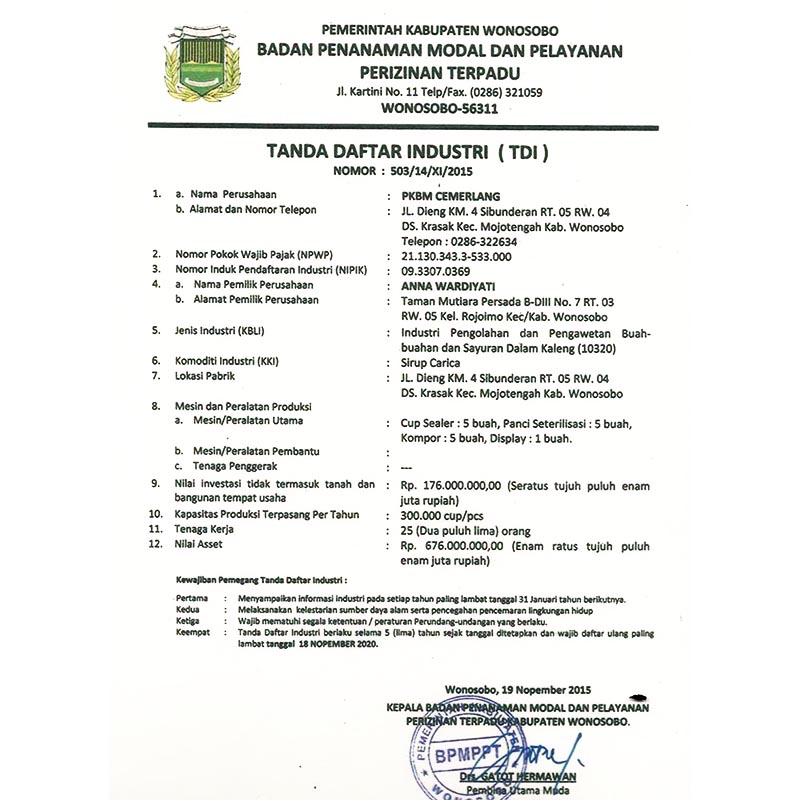 PEMERINTAH KABUPATEN WONOSOBO
BADAN PENANAMAN MODAL DAN PELAYANAN
PERIZINAN TERPADU
Jl. Kartini No. 11 Telp/Fax. (0286) 321059
WONOSOBO-56311
TANDA DAFTAR INDUSTRI ( TDI )
NOMOR : 503/14/XI/2015
1. a. Nama Perusahaan : PKBM CEMERLANG
b. Alamat dan Nomor Telepon : JL. Dieng KM. 4 Sibunderan RT. 05 RW. 04
DS. Krasak Kec. Mojotengah Kab. Wonosobo
Telepon : 0286-322634
2. Nomor Pokok Wajib Pajak (NPWP) : 21.130.343.3-533.000
3. Nomor Induk Pendaftaran Industri (NIPIK) : 09.3307.0369
4. a. Nama Pemilik Perusahaan : ANNA WARDIYATI
b. Alamat Pemilik Perusahaan : Taman Mutiara Persada B-DIII No. 7 RT. 03
RW. 05 Kel. Rojoimo Kec/Kab. Wonosobo
5. Jenis Industri (KBLI) : Industri Pengolahan dan Pengawetan Buah-
buahan dan Sayuran Dalam Kaleng (10320)
6. Komoditi Industri (KKI) : Sirup Carica
7. Lokasi Pabrik : JL. Dieng KM. 4 Sibunderan RT. 05 RW. 04
DS. Krasak Kec. Mojotengah Kab. Wonosobo
8. Mesin dan Peralatan Produksi
a. Mesin/Peralatan Utama : Cup Sealer : 5 buah, Panci Seterilisasi : 5 buah,
Kompor : 5 buah, Display : 1 buah.
b. Mesin/Peralatan Pembantu :
c. Tenaga Penggerak : ---
9. Nilai investasi tidak termasuk tanah dan : Rp. 176.000.000,00 (Seratus tujuh puluh enam
bangunan tempat usaha juta rupiah)
10. Kapasitas Produksi Terpasang Per Tahun : 300.000 cup/pcs
11. Tenaga Kerja : 25 (Dua puluh lima) orang
12. Nilai Asset : Rp. 676.000.000,00 (Enam ratus tujuh puluh
enam juta rupiah)
Kewajiban Pemegang Tanda Daftar Industri :
Pertama : Menyampaikan informasi industri pada setiap tahun paling lambat tanggal 31 Januari tahun berikutnya.
Kedua : Melaksanakan kelestarian sumber daya alam serta pencegahan pencemaran lingkungan hidup
Ketiga : Wajib mematuhi segala ketentuan / peraturan Perundang-undangan yang berlaku.
Keempat : Tanda Daftar Industri berlaku selama 5 (lima) tahun sejak tanggal ditetapkan dan wajib daftar ulang paling
lambat tanggal 18 NOPEMBER 2020.
Wonosobo, 19 Nopember 2015
KEPALA BADAN PENANAMAN MODAL DAN PELAYANAN
PERIZINAN TERPADU KABUPATEN WONOSOBO.
BPMPPT
Drs. GATOT HERMAWAN
Pembina Utama Muda